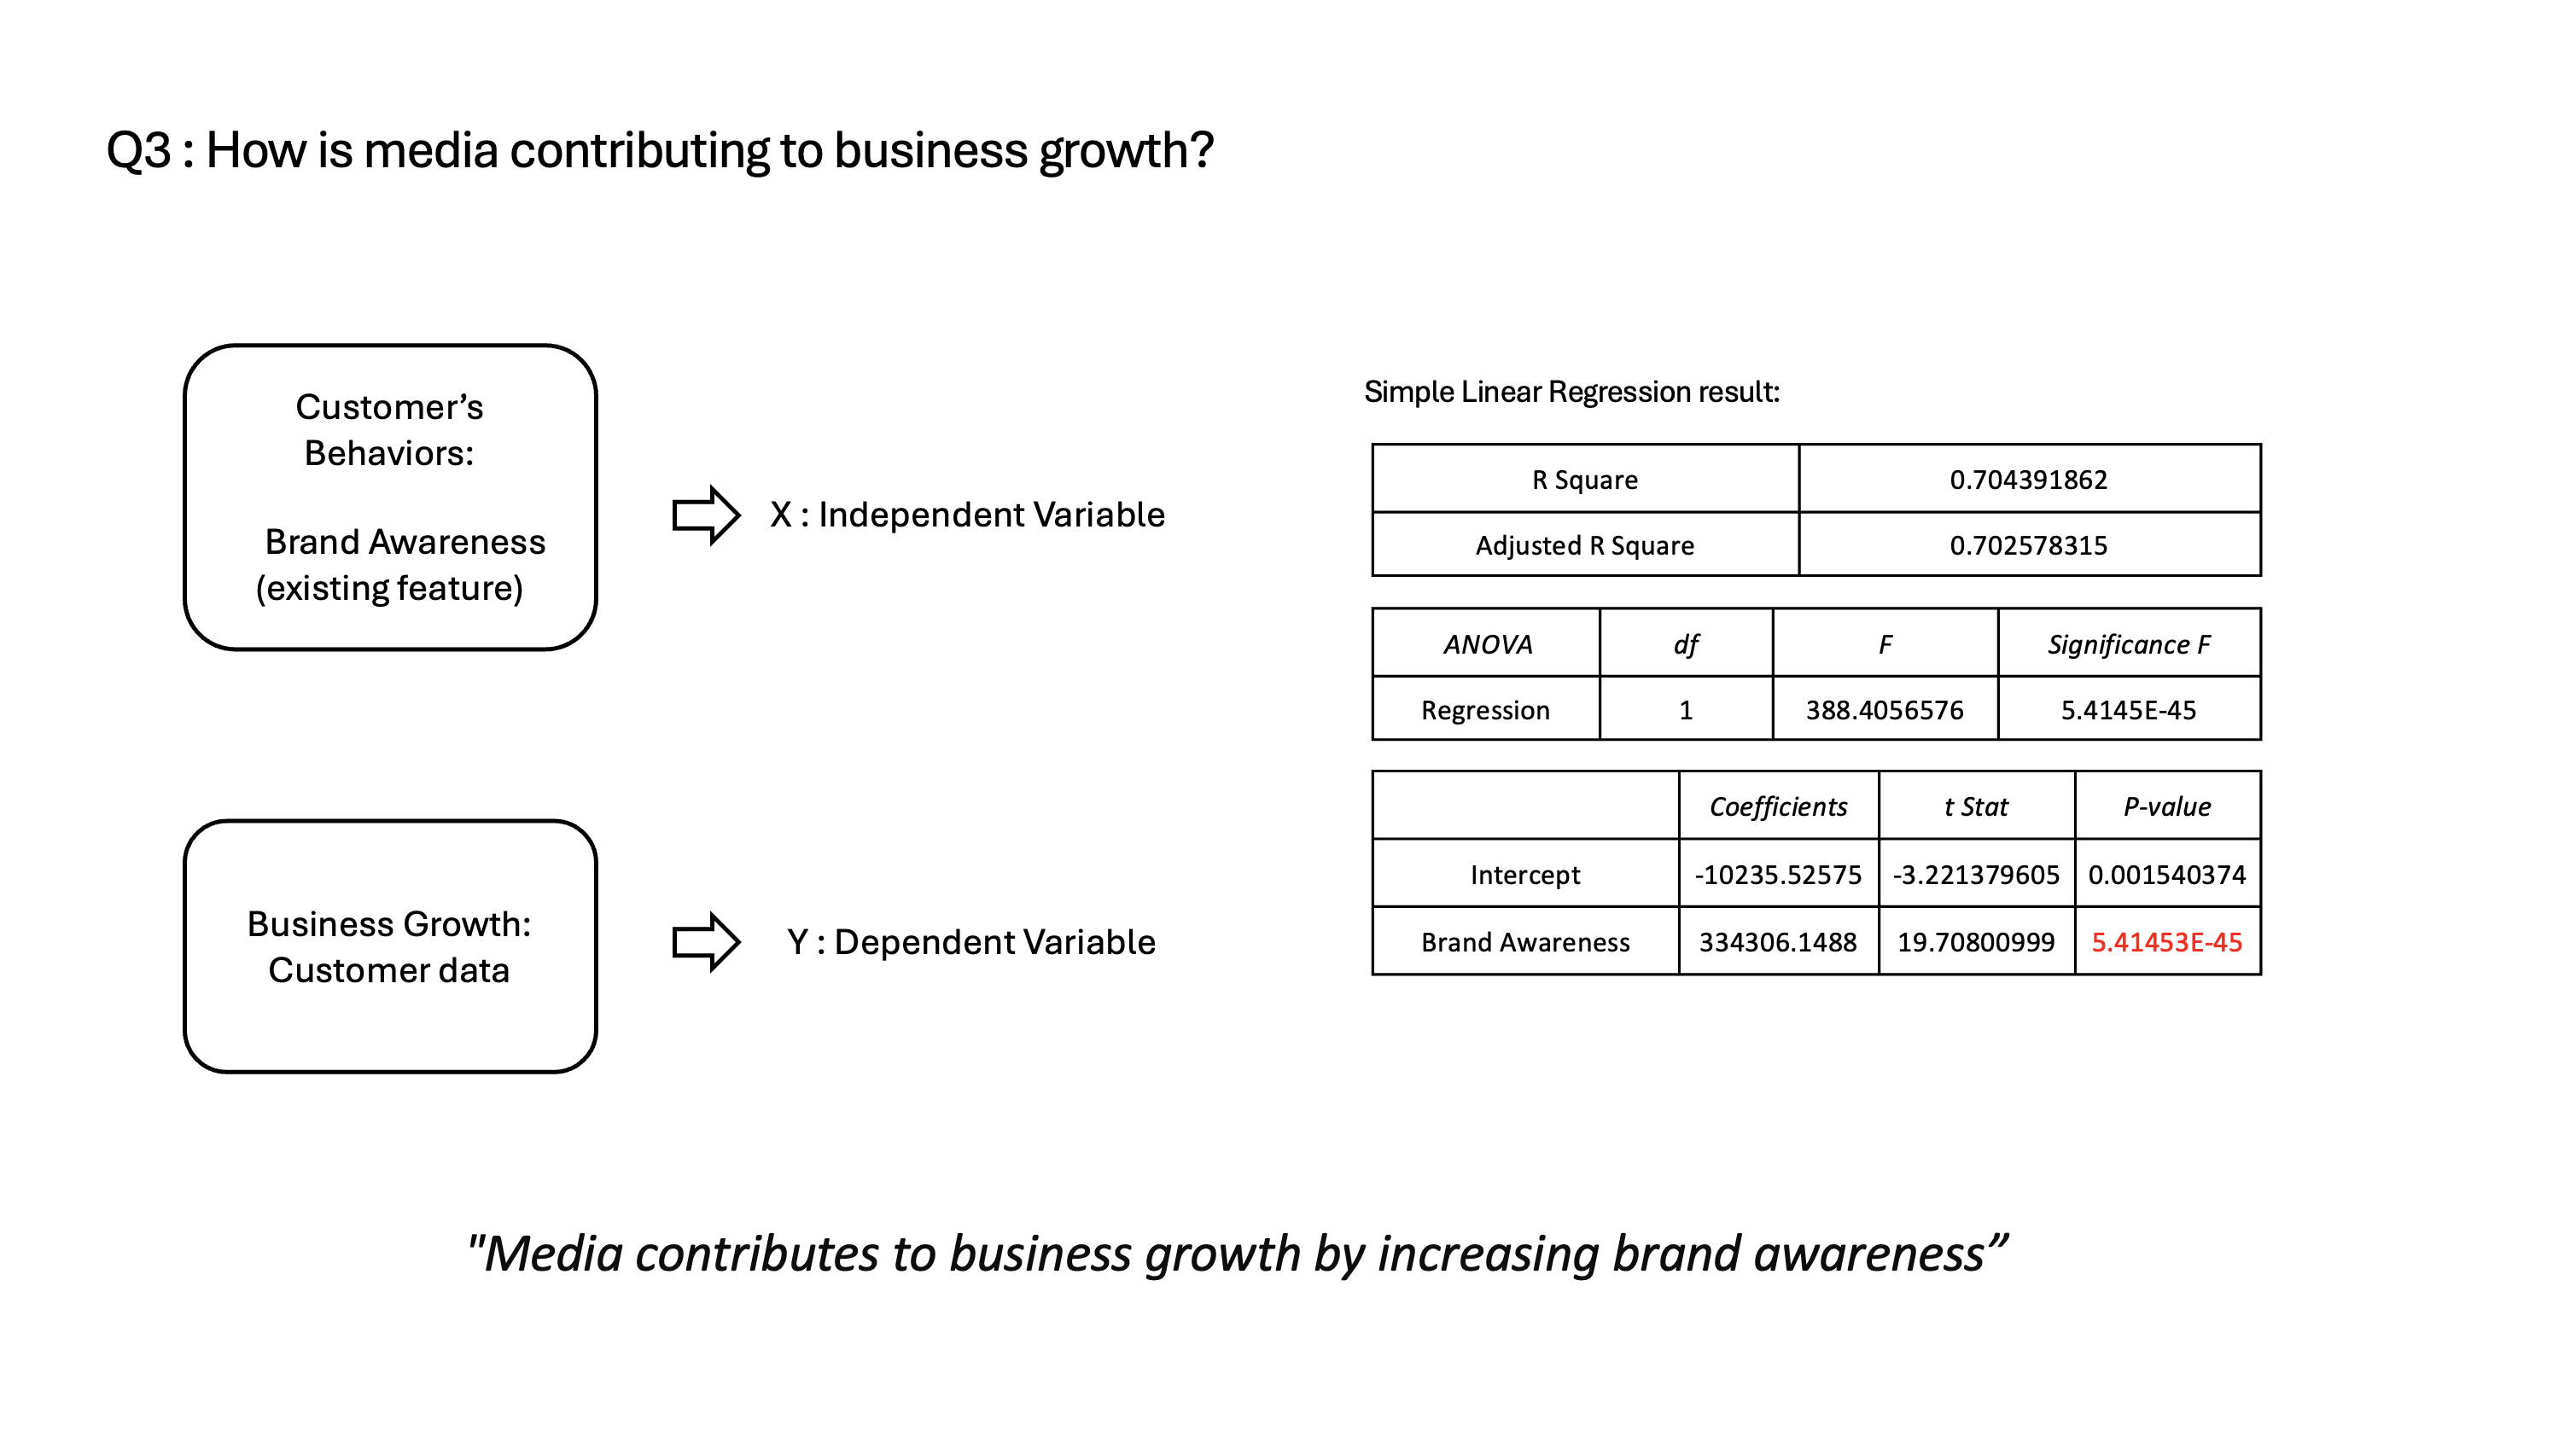 Q3 : How is media contributing to business growth?
Customer’s
Behaviors:
Brand Awareness
(existing feature)
X : Independent Variable
Business Growth:
Customer data
Y : Dependent Variable
Simple Linear Regression result:
R Square 0.704391862
Adjusted R Square 0.702578315
ANOVA df F Significance F
Regression 1 388.4056576 5.4145E-45
Coefficients t Stat P-value
Intercept -10235.52575 -3.221379605 0.001540374
Brand Awareness 334306.1488 19.70800999 5.41453E-45
"Media contributes to business growth by increasing brand awareness”